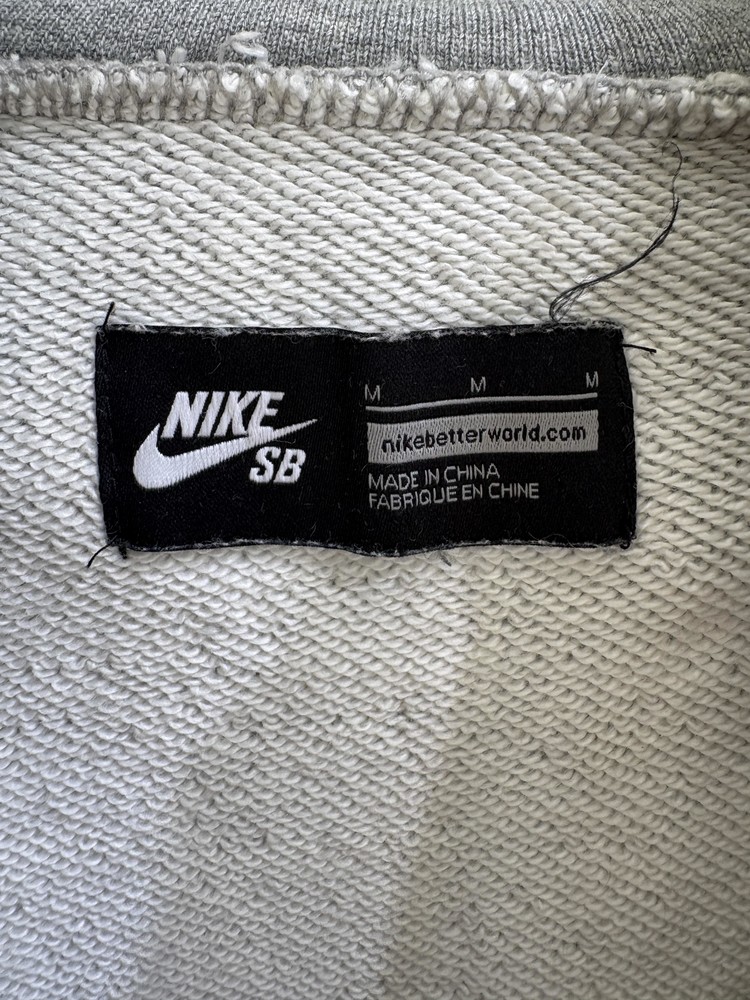 NIKE
SB
M M M
nikebetterworld.com
MADE IN CHINA
FABRIQUE EN CHINE